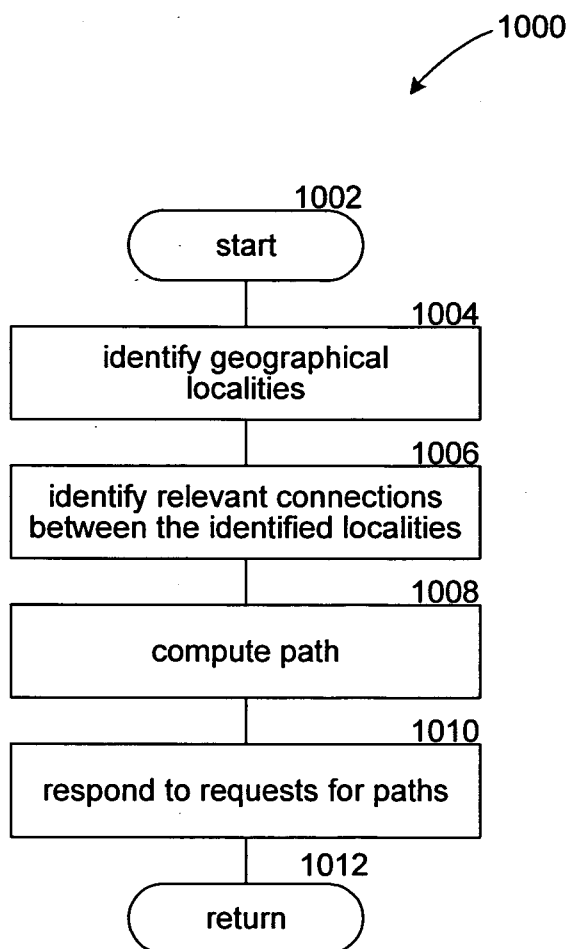 1000
1002
start
1004
identify geographical
localities
1006
identify relevant connections
between the identified localities
1008
compute path
1010
respond to requests for paths
1012
return